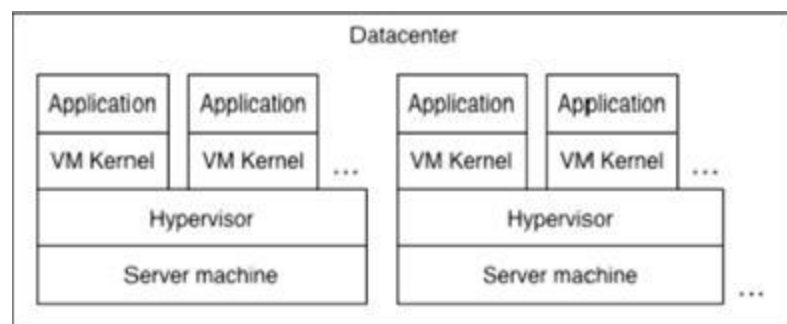 Datacenter
Application Application Application Application
VM Kernel VM Kernel ... VM Kernel VM Kernel ...
Hypervisor Hypervisor
Server machine Server machine ...